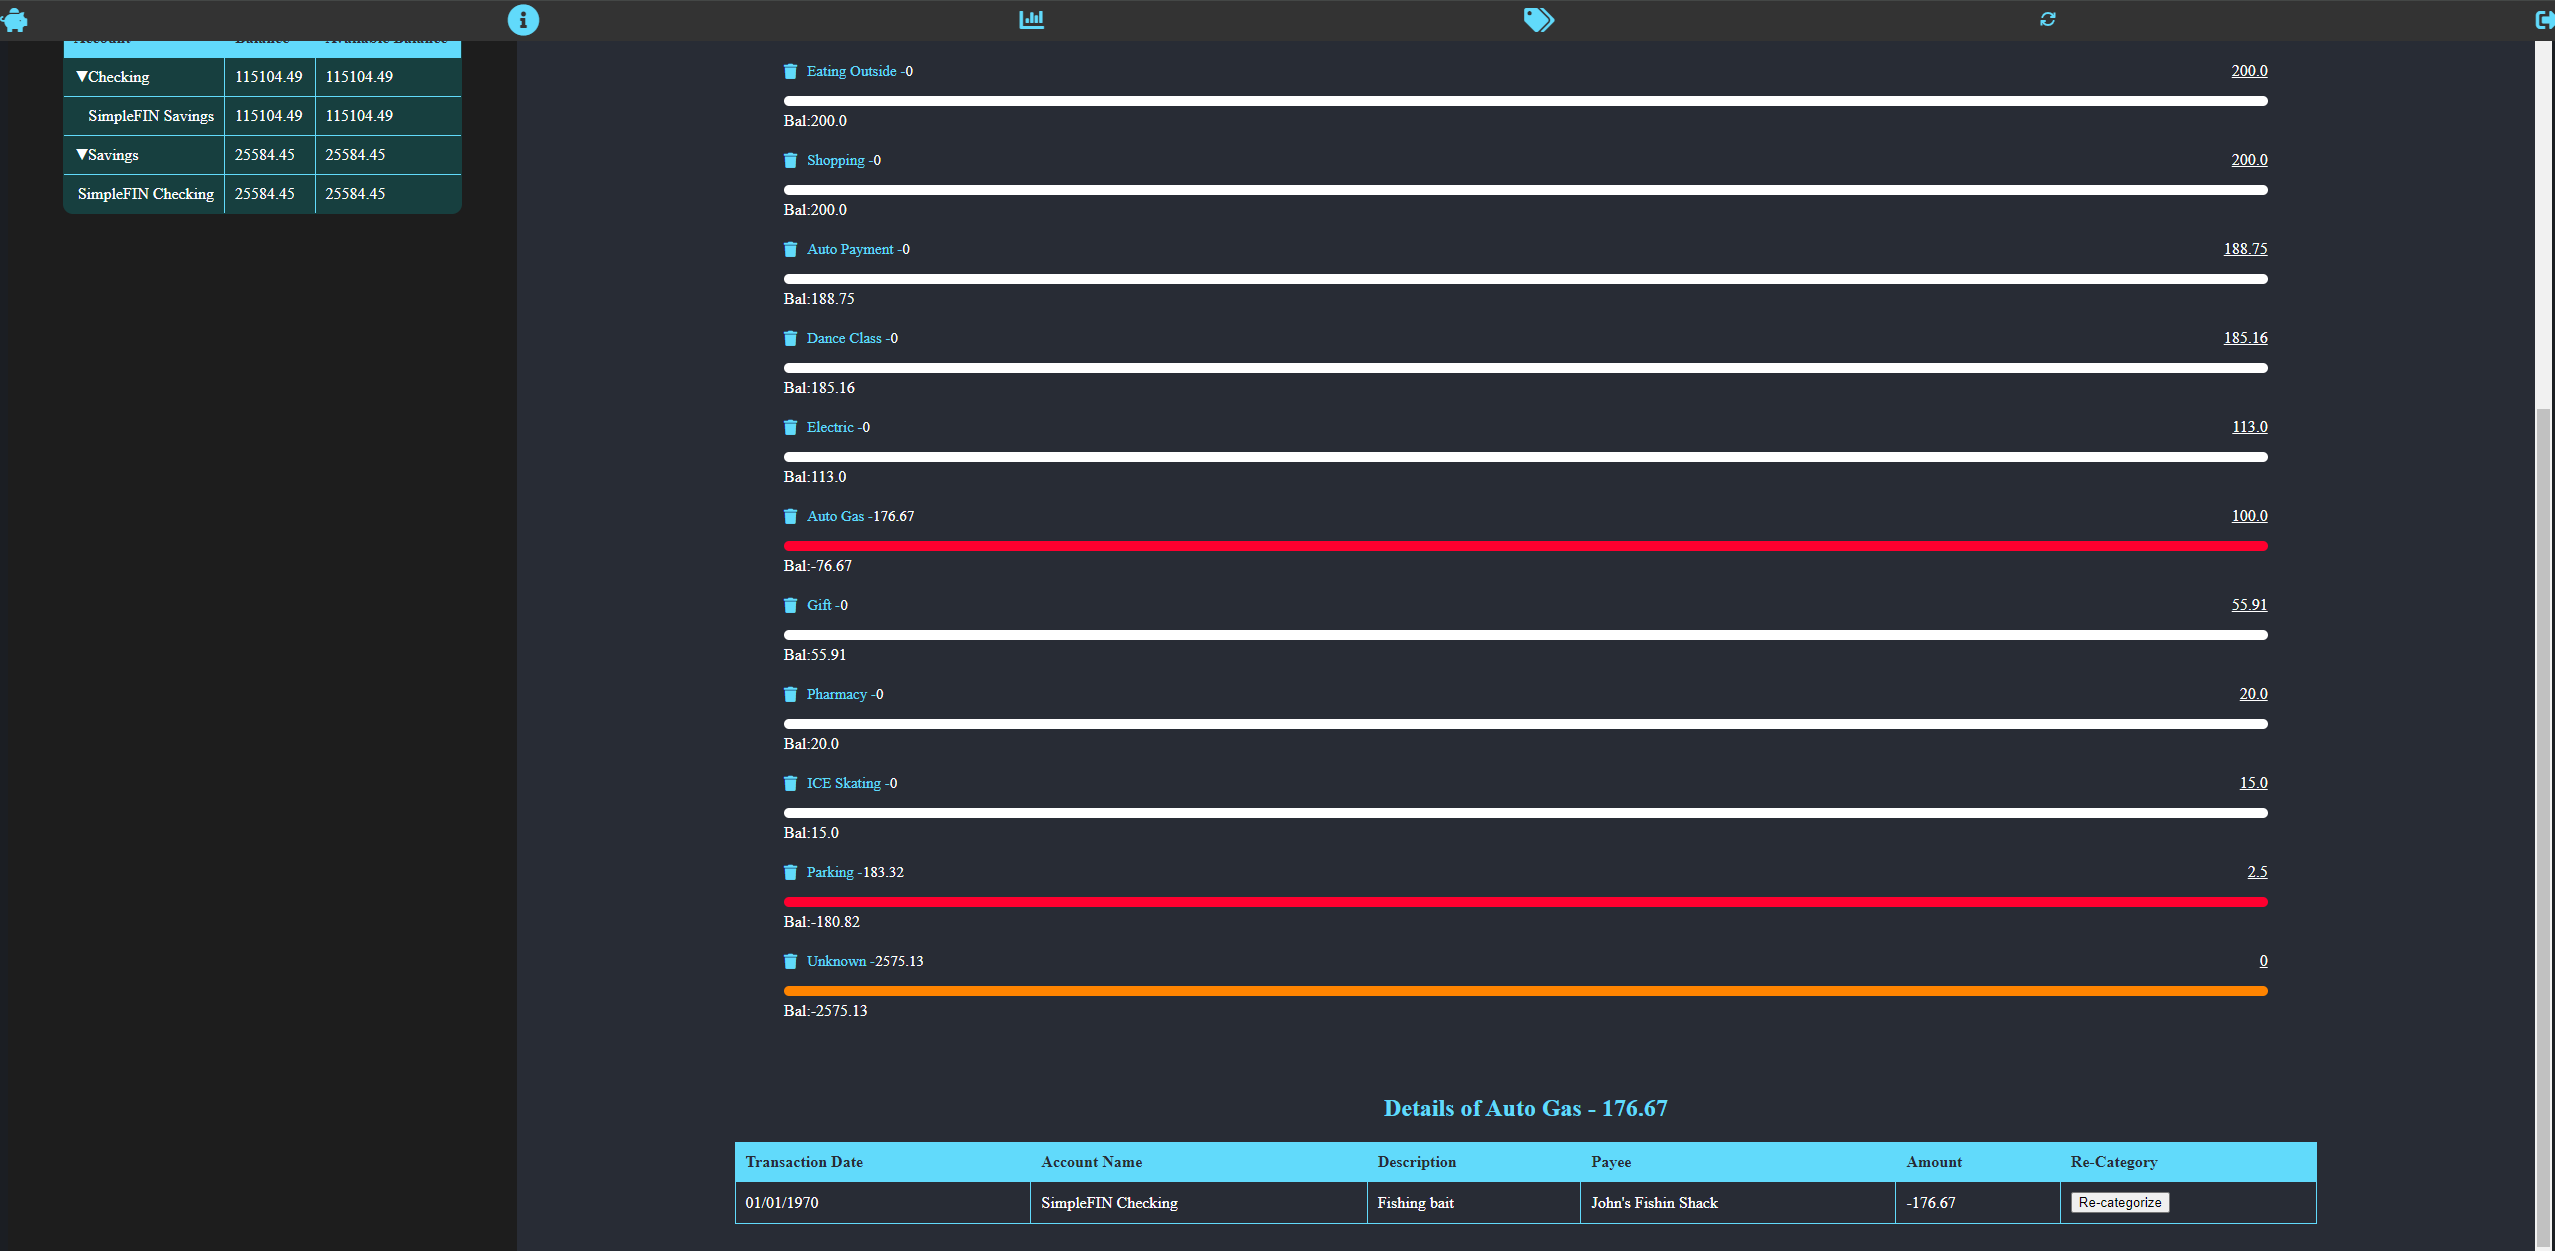 ▼Checking 115104.49 115104.49
SimpleFIN Savings 115104.49 115104.49
▼Savings 25584.45 25584.45
SimpleFIN Checking 25584.45 25584.45
Eating Outside -0 200.0
Bal:200.0
Shopping -0 200.0
Bal:200.0
Auto Payment -0 188.75
Bal:188.75
Dance Class -0 185.16
Bal:185.16
Electric -0 113.0
Bal:113.0
Auto Gas -176.67 100.0
Bal:-76.67
Gift -0 55.91
Bal:55.91
Pharmacy -0 20.0
Bal:20.0
ICE Skating -0 15.0
Bal:15.0
Parking -183.32 2.5
Bal:-180.82
Unknown -2575.13 0
Bal:-2575.13
Details of Auto Gas - 176.67
Transaction Date Account Name Description Payee Amount Re-Category
01/01/1970 SimpleFIN Checking Fishing bait John's Fishin Shack -176.67 Re-categorize